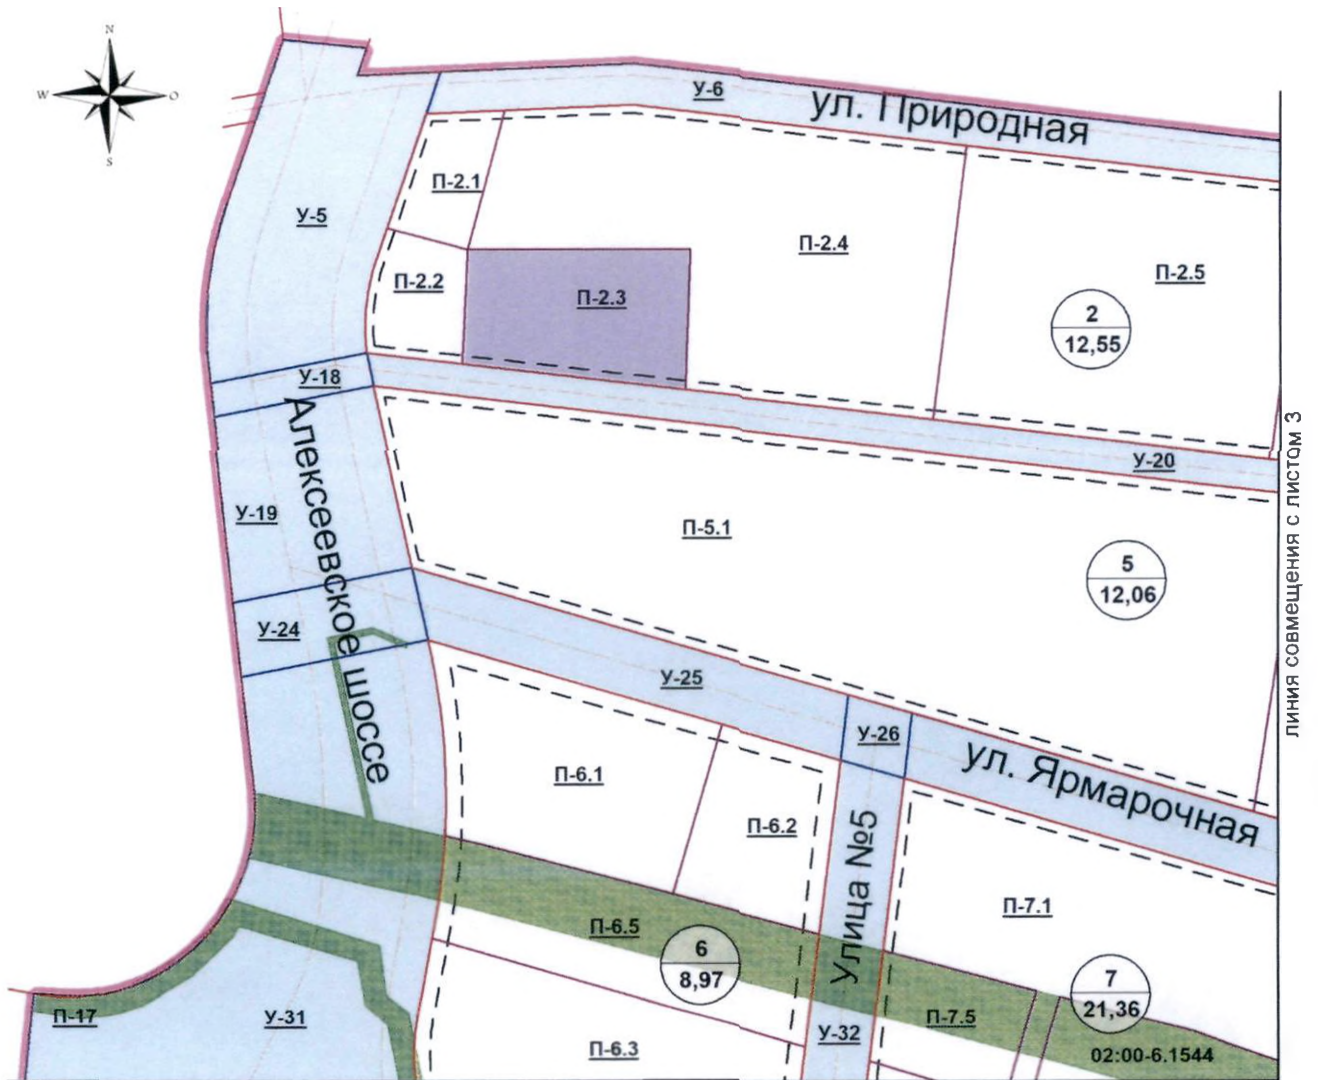 N
W
O
S
У-6
ул. Природная
П-2.1
У-5
П-2.4
П-2.5
П-2.2
П-2.3
2
12,55
У-18
Алексеевское шоссе
У-20
У-19
П-5.1
5
12,06
линия совмещения с листом 3
У-24
У-25
У-26
ул. Ярмарочная
П-6.1
П-6.2
Улица №5
П-7.1
П-6.5
6
8,97
7
21,36
П-17
У-31
П-7.5
У-32
П-6.3
02:00-6.1544